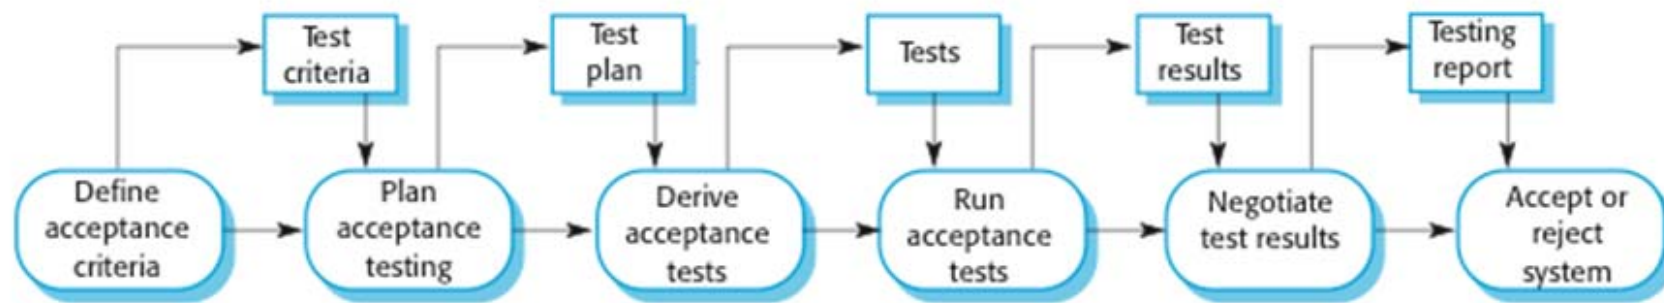 Test
criteria
Test
plan
Tests
Test
results
Testing
report
Define
acceptance
criteria
Plan
acceptance
testing
Derive
acceptance
tests
Run
acceptance
tests
Negotiate
test results
Accept or
reject
system